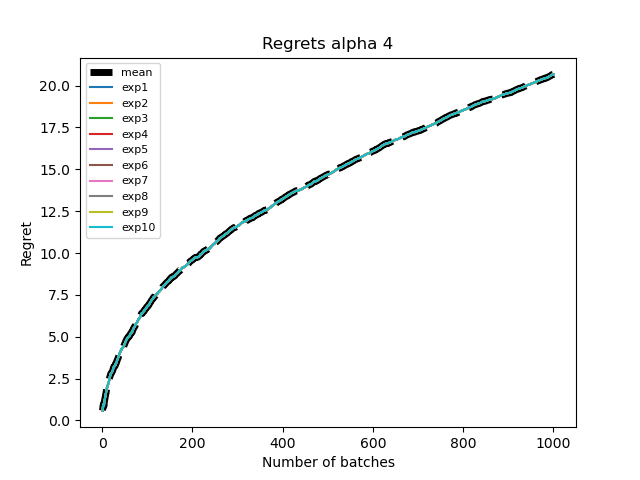 Regrets alpha 4
mean
exp1
exp2
exp3
exp4
exp5
exp6
exp7
exp8
exp9
exp10
20.0
17.5
15.0
12.5
10.0
7.5
5.0
2.5
0.0
Regret
0 200 400 600 800 1000
Number of batches